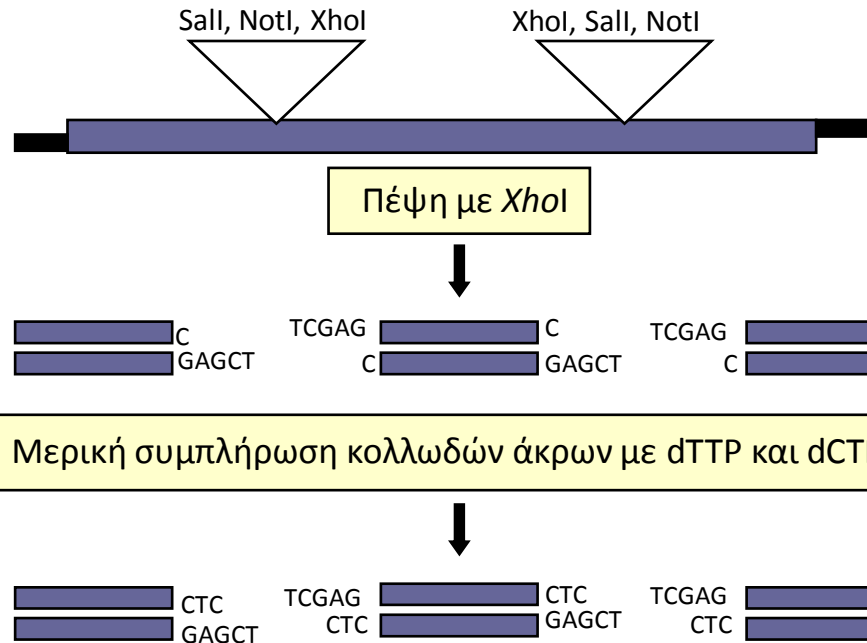 SalI, NotI, XhoI
XhoI, SalI, NotI
Πέψη με XhoI
C
TCGAG
C
TCGAG
GAGCT
C
GAGCT
C
Μερική συμπλήρωση κολλωδών άκρων με dTTP και dCT
CTC
TCGAG
CTC
TCGAG
GAGCT
CTC
GAGCT
CTC